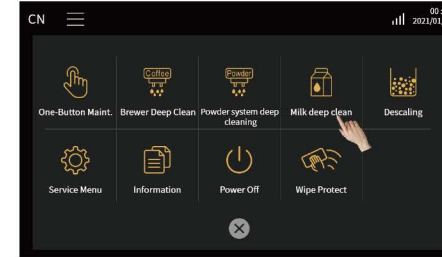 CN
00:
2021/01/
Coffee
Powder
One-Button Maint.
Brewer Deep Clean
Powder system deep
cleaning
Milk deep clean
Descaling
Service Menu
Information
Power Off
Wipe Protect